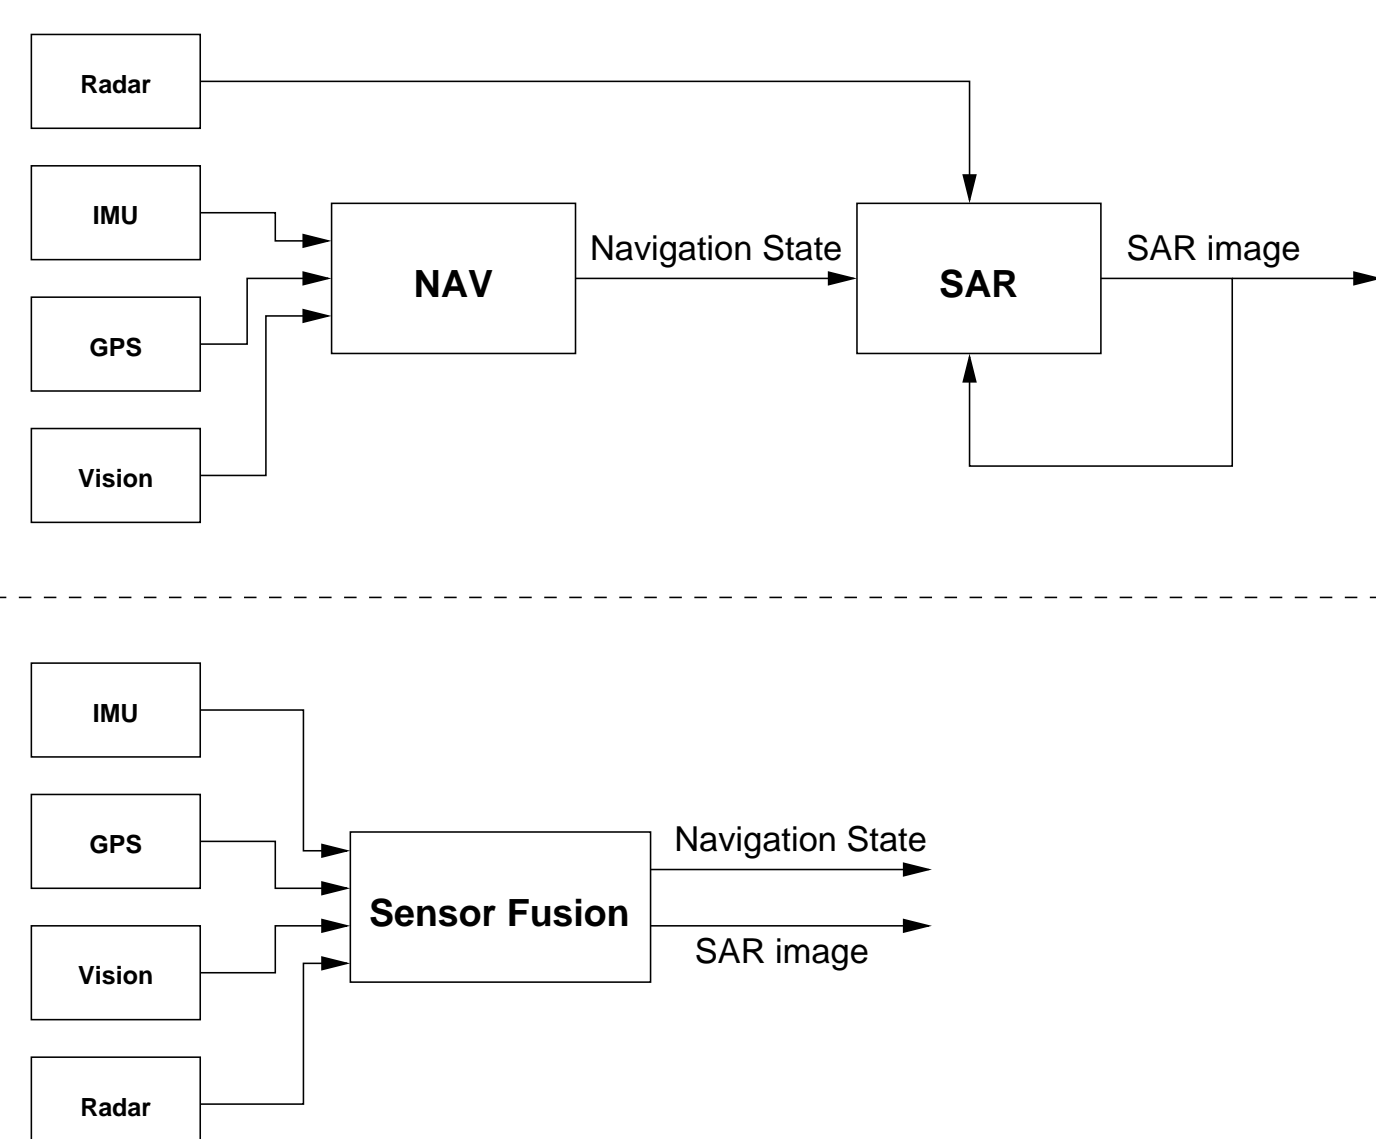 Radar
IMU
NAV
Navigation State
SAR
SAR image
GPS
Vision
IMU
GPS
Navigation State
Sensor Fusion
SAR image
Vision
Radar